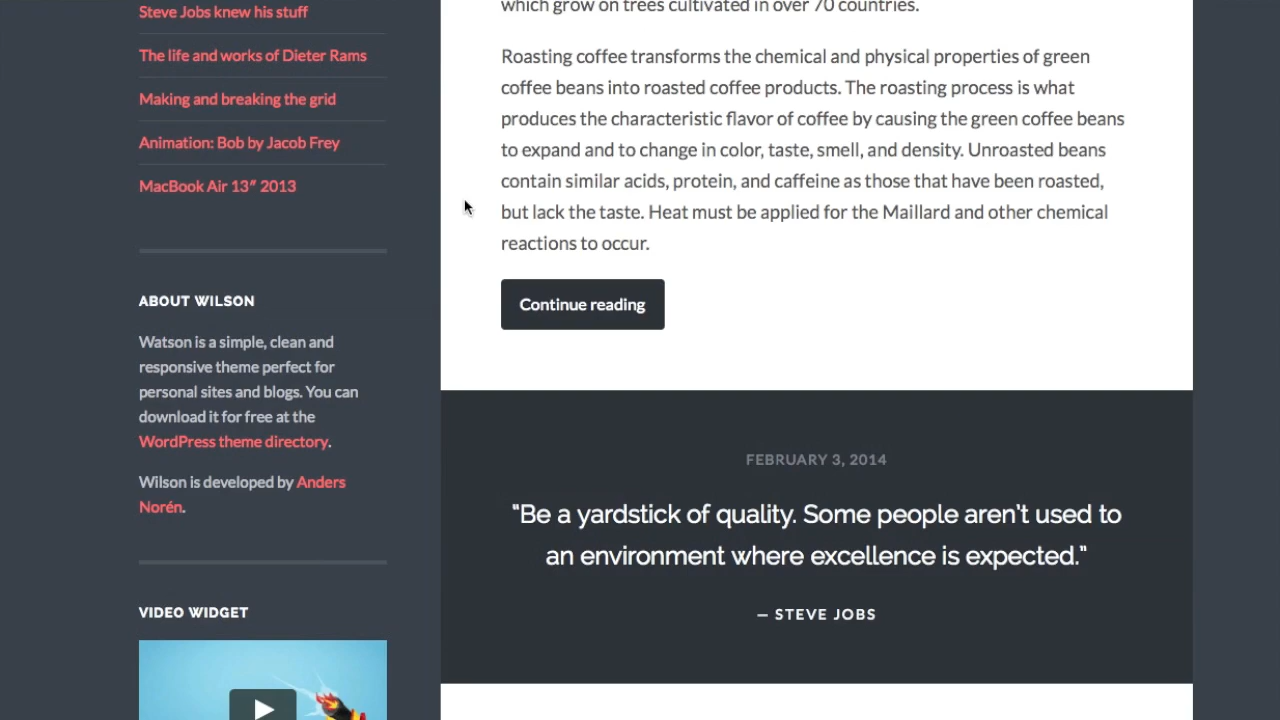 Steve Jobs knew his stuff
The life and works of Dieter Rams
Making and breaking the grid
Animation: Bob by Jacob Frey
MacBook Air 13″ 2013
ABOUT WILSON
Watson is a simple, clean and
responsive theme perfect for
personal sites and blogs. You can
download it for free at the
WordPress theme directory.
Wilson is developed by Anders
Norén.
VIDEO WIDGET
which grow on trees cultivated in over 70 countries.
Roasting coffee transforms the chemical and physical properties of green
coffee beans into roasted coffee products. The roasting process is what
produces the characteristic flavor of coffee by causing the green coffee beans
to expand and to change in color, taste, smell, and density. Unroasted beans
contain similar acids, protein, and caffeine as those that have been roasted,
but lack the taste. Heat must be applied for the Maillard and other chemical
reactions to occur.
Continue reading
FEBRUARY 3, 2014
"Be a yardstick of quality. Some people aren't used to
an environment where excellence is expected."
— STEVE JOBS